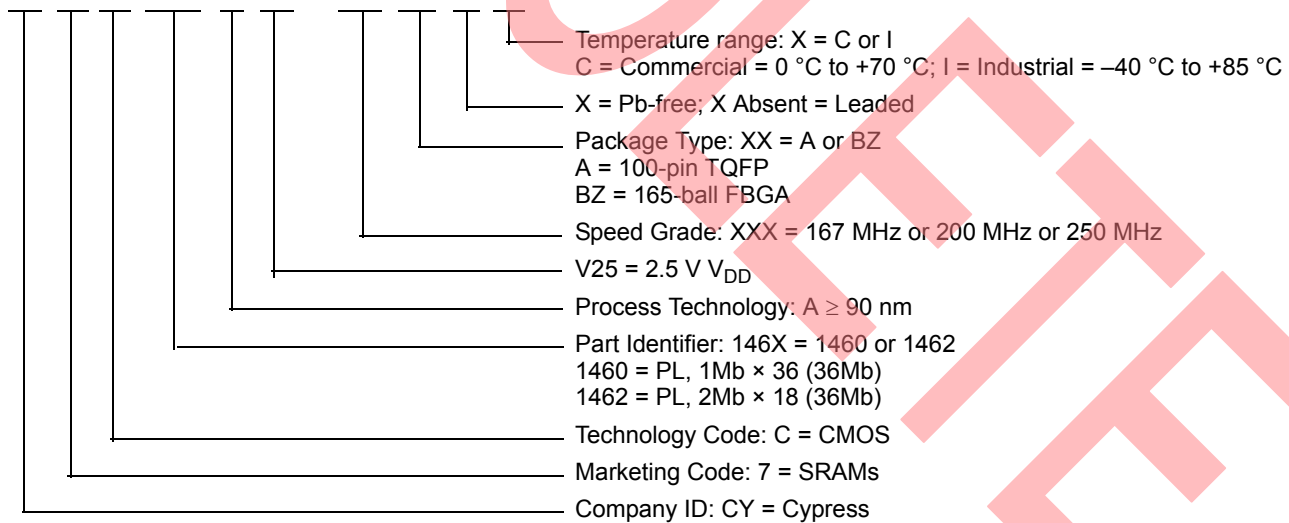 Temperature range: X = C or I
C = Commercial = 0 °C to +70 °C; I = Industrial = –40 °C to +85 °C
X = Pb-free; X Absent = Leaded
Package Type: XX = A or BZ
A = 100-pin TQFP
BZ = 165-ball FBGA
Speed Grade: XXX = 167 MHz or 200 MHz or 250 MHz
V25 = 2.5 V VDD
Process Technology: A ≥ 90 nm
Part Identifier: 146X = 1460 or 1462
1460 = PL, 1Mb × 36 (36Mb)
1462 = PL, 2Mb × 18 (36Mb)
Technology Code: C = CMOS
Marketing Code: 7 = SRAMs
Company ID: CY = Cypress